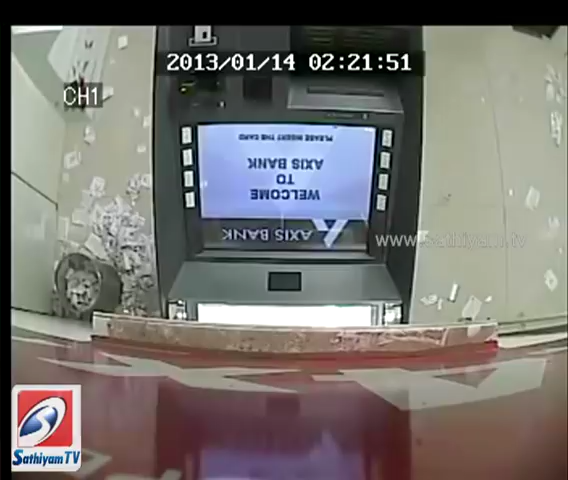 2013/01/14 02:21:51
CH1
PLEASE INSERT THE CARD
AXIS BANK
TO
WELCOME
AXIS BANK
www.sathiyam.tv
S
SathiyamTV